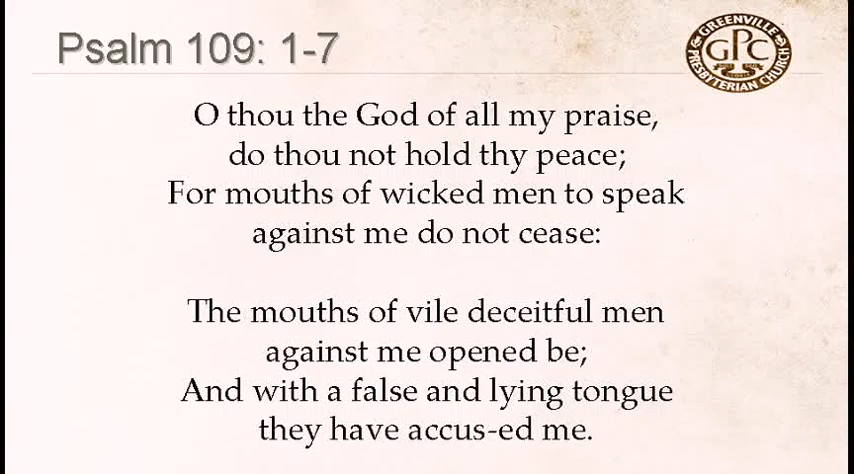 Psalm 109: 1-7
GREENVILLE
GPC
PRESBYTERIAN CHURCH
O thou the God of all my praise,
do thou not hold thy peace;
For mouths of wicked men to speak
against me do not cease:
The mouths of vile deceitful men
against me opened be;
And with a false and lying tongue
they have accus-ed me.